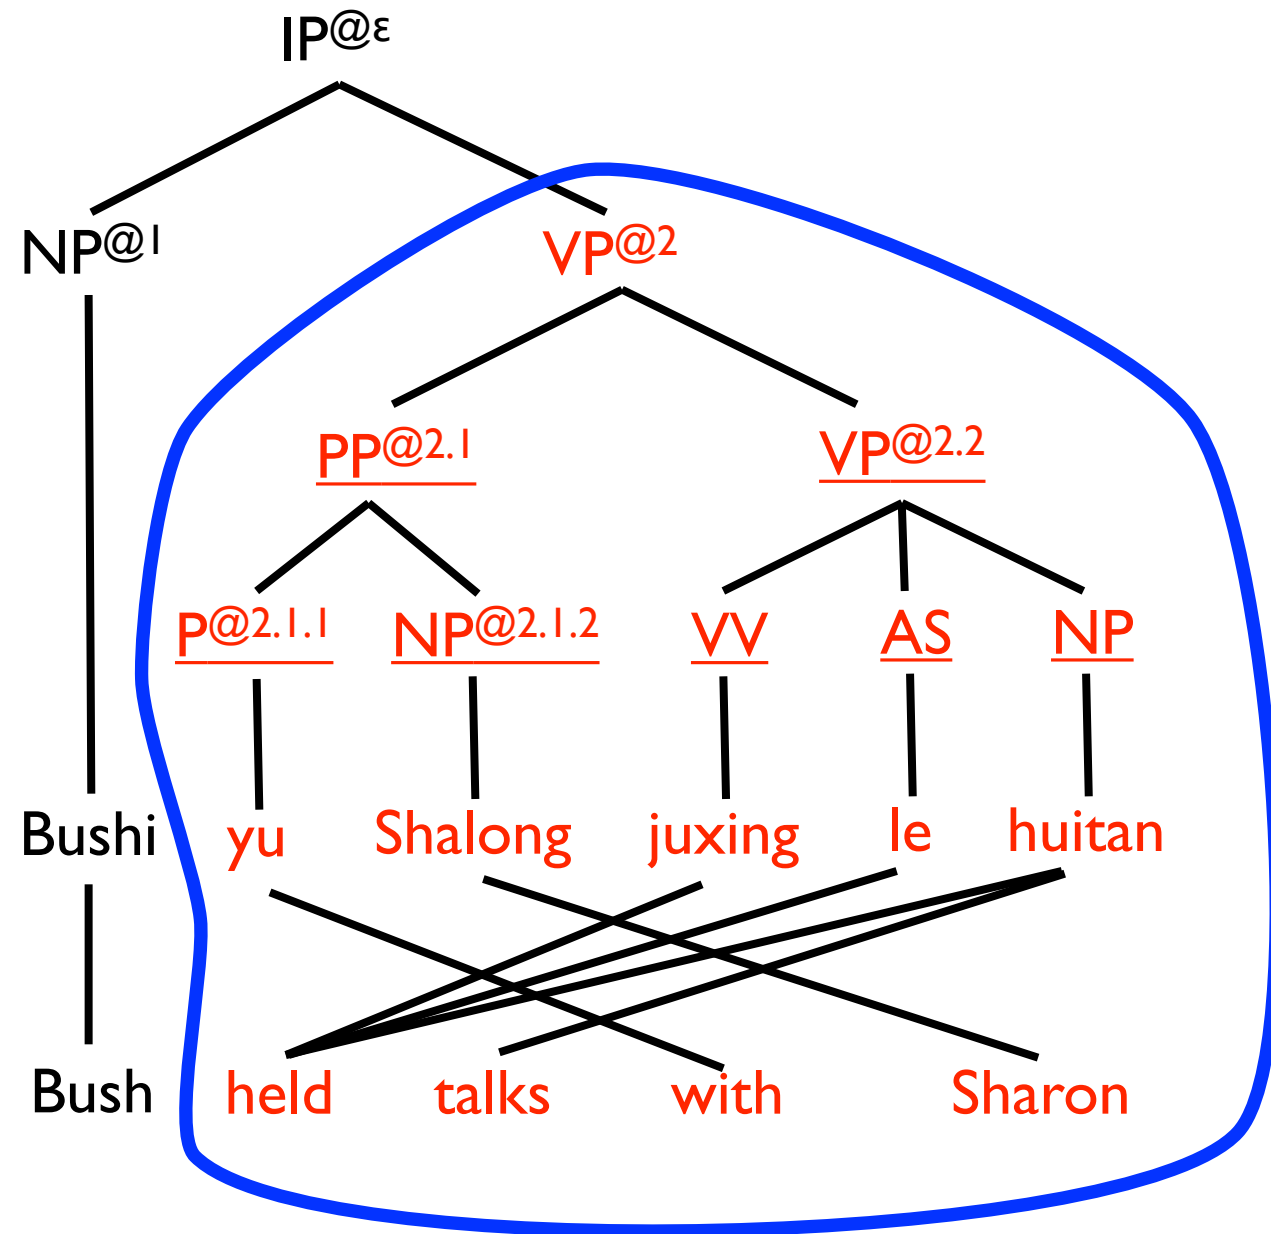 IP@ε
NP@1 VP@2
PP@2.1 VP@2.2
P@2.1.1 NP@2.1.2 VV AS NP
Bushi yu Shalong juxing le huitan
Bush held talks with Sharon